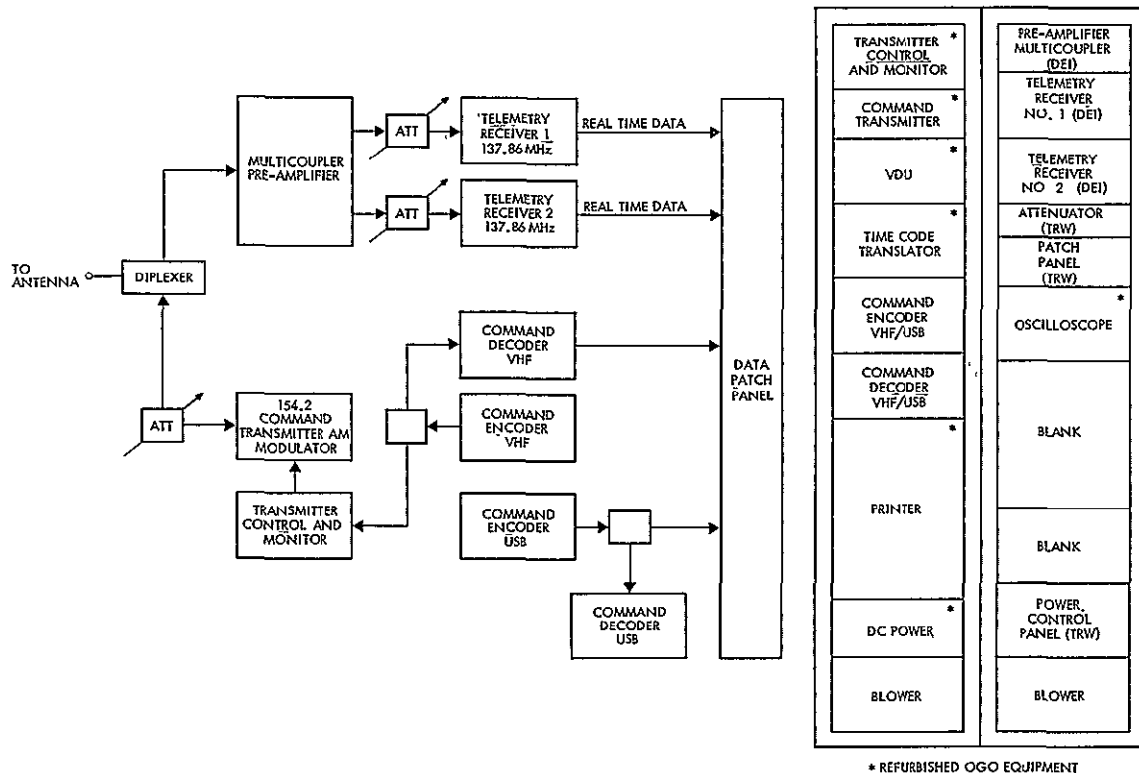 MULTICOUPLER
PRE-AMPLIFIER
ATT
TELEMETRY
RECEIVER 1
137.86 MHz
REAL TIME DATA
ATT
TELEMETRY
RECEIVER 2
137.86 MHz
REAL TIME DATA
TO
ANTENNA
DIPLEXER
ATT
154.2
COMMAND
TRANSMITTER AM
MODULATOR
TRANSMITTER
CONTROL AND
MONITOR
COMMAND
DECODER
VHF
COMMAND
ENCODER
VHF
COMMAND
ENCODER
USB
COMMAND
DECODER
USB
DATA
PATCH
PANEL
TRANSMITTER *
CONTROL
AND MONITOR
COMMAND *
TRANSMITTER
*
VDU
*
TIME CODE
TRANSLATOR
COMMAND
ENCODER
VHF/USB
COMMAND
DECODER
VHF/USB
*
PRINTER
*
DC POWER
BLOWER
PRE-AMPLIFIER
MULTICOUPLER
(DEI)
TELEMETRY
RECEIVER
NO. 1 (DEI)
TELEMETRY
RECEIVER
NO 2 (DEI)
ATTENUATOR
(TRW)
PATCH
PANEL
(TRW)
*
OSCILLOSCOPE
BLANK
BLANK
POWER
CONTROL
PANEL (TRW)
BLOWER
* REFURBISHED OGO EQUIPMENT